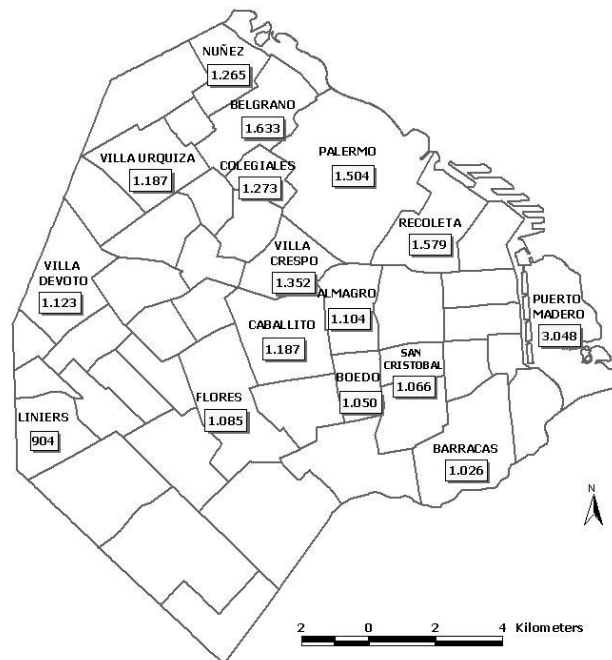 NUÑEZ
1.265
BELGRANO
1.633
VILLA URQUIZA
1.187
COLEGIALES
1.273
PALERMO
1.504
RECOLETA
1.579
VILLA
CRESPO
1.352
VILLA
DEVOTO
1.123
ALMAGRO
1.104
PUERTO
MADERO
3.048
CABALLITO
1.187
SAN
CRISTOBAL
1.066
BOEDO
1.050
FLORES
1.085
LINIERS
904
BARRACAS
1.026
N
2 0 2 4 Kilometers